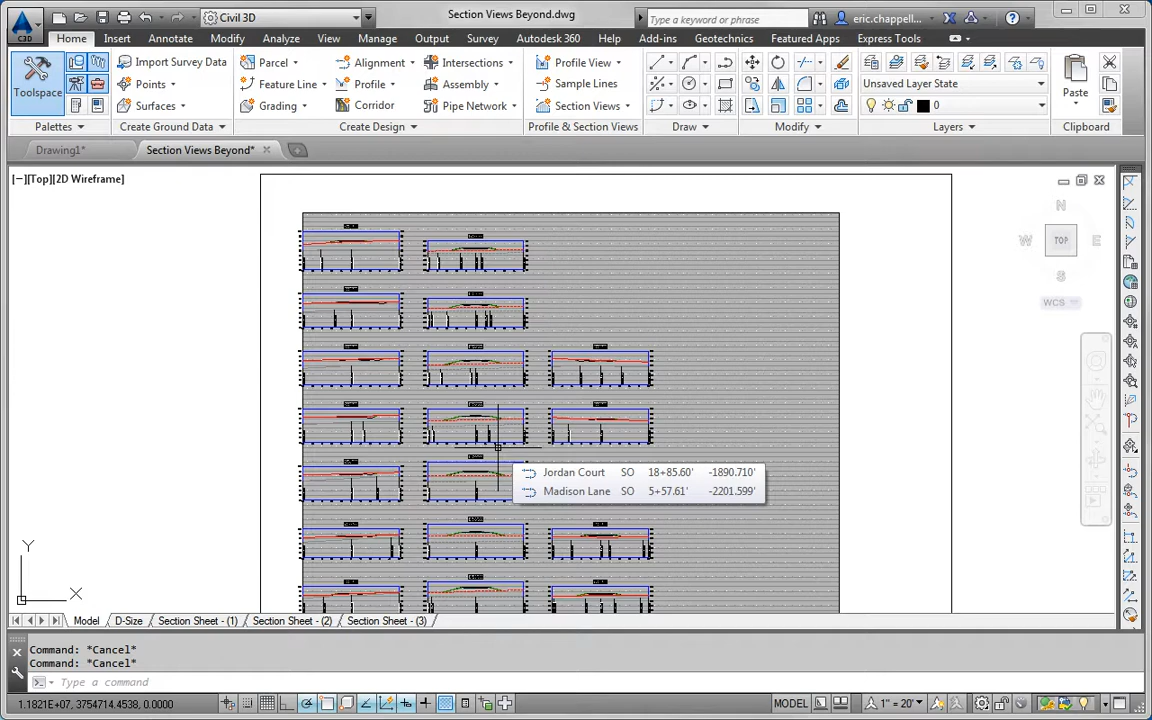 Civil 3D
Section Views Beyond.dwg
Type a keyword or phrase
eric.chappell...
Home Insert Annotate Modify Analyze View Manage Output Survey Autodesk 360 Help Add-ins Geotechnics Featured Apps Express Tools
Toolspace
Import Survey Data
Points
Surfaces
Parcel
Feature Line
Grading
Alignment
Profile
Corridor
Intersections
Assembly
Pipe Network
Profile View
Sample Lines
Section Views
Unsaved Layer State
0
Paste
Palettes Create Ground Data Create Design Profile & Section Views Draw Modify Layers Clipboard
Drawing1* Section Views Beyond*
[−][Top][2D Wireframe]
N
W TOP E
S
WCS
Jordan Court SO 18+85.60' -1890.710'
Madison Lane SO 5+57.61' -2201.599'
Y
X
Model D-Size Section Sheet - (1) Section Sheet - (2) Section Sheet - (3)
Command: *Cancel*
Command: *Cancel*
Type a command
1.1821E+07, 3754714.4538, 0.0000
MODEL
1" = 20'